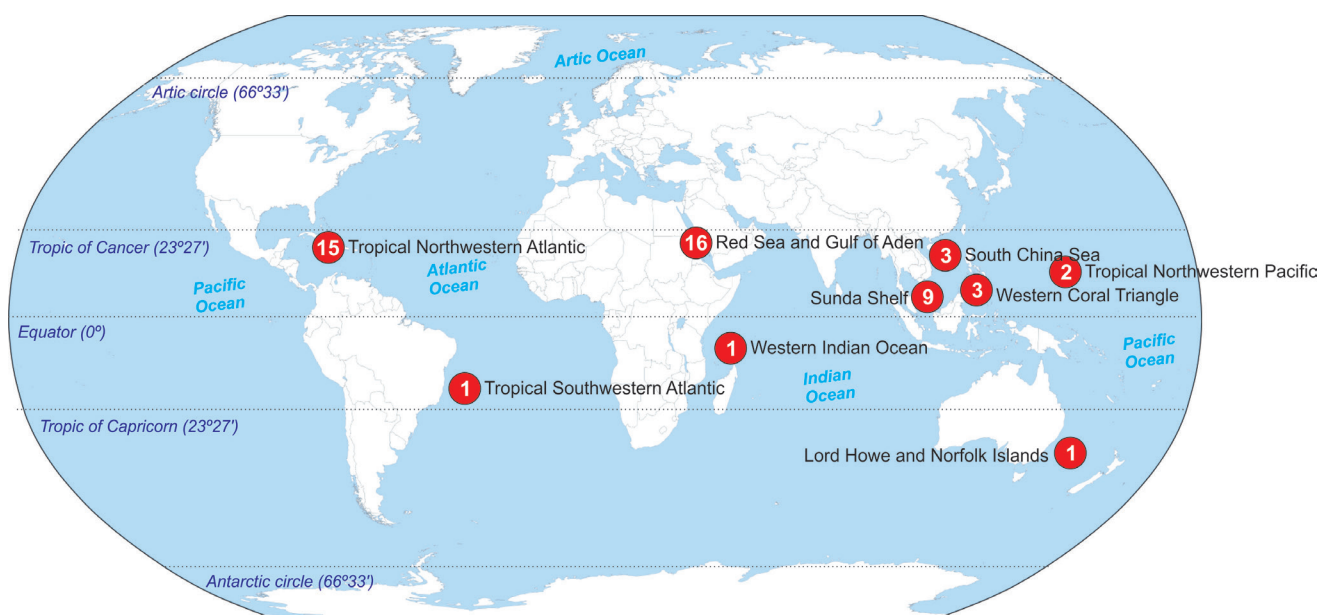 Artic Ocean
Artic circle (66º33')
Tropic of Cancer (23º27')
15 Tropical Northwestern Atlantic
16 Red Sea and Gulf of Aden
3 South China Sea
2 Tropical Northwestern Pacific
Atlantic
Ocean
Pacific
Ocean
Sunda Shelf 9
3 Western Coral Triangle
Equator (0º)
1 Western Indian Ocean
Pacific
Ocean
Indian
Ocean
1 Tropical Southwestern Atlantic
Tropic of Capricorn (23º27')
Lord Howe and Norfolk Islands 1
Antarctic circle (66º33')